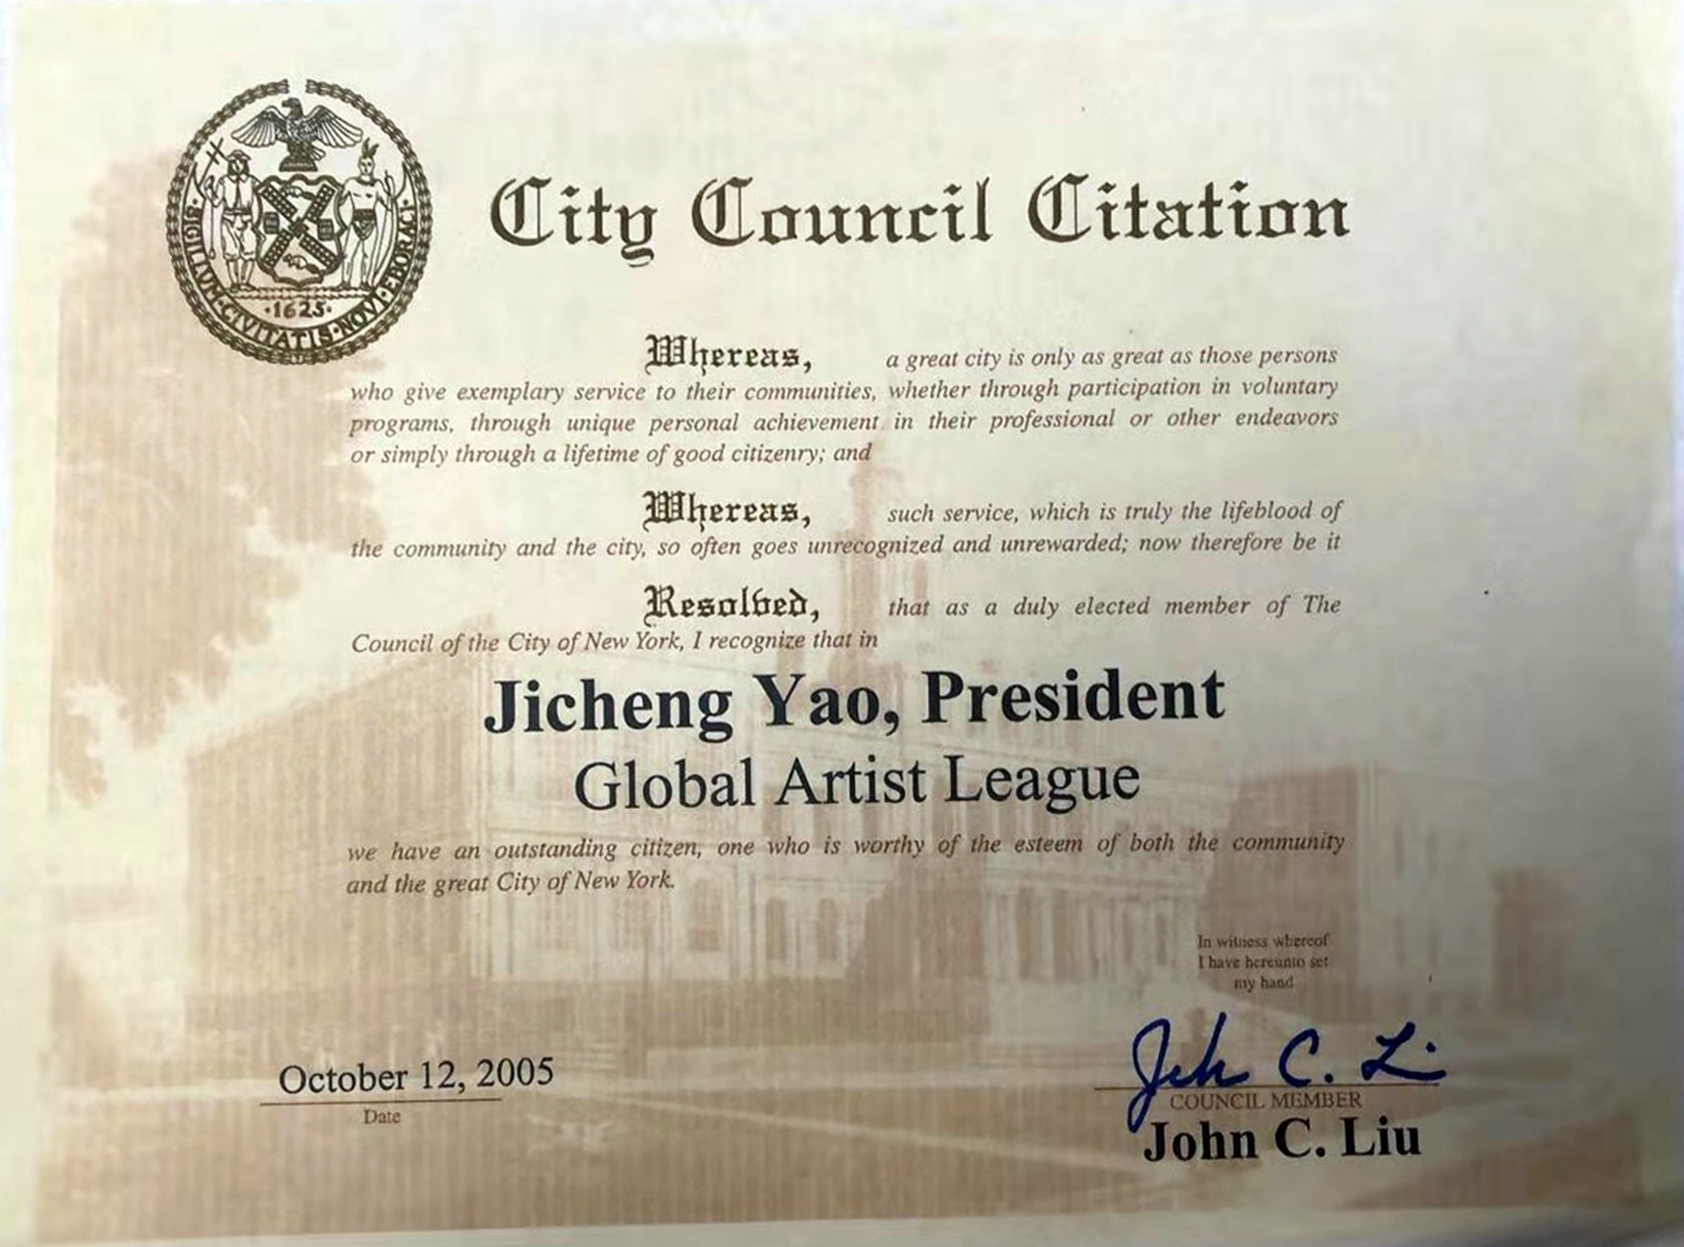 SIGILLUM·CIVITATIS·NOVI·EBORACI
·1625·
City Council Citation
Whereas, a great city is only as great as those persons
who give exemplary service to their communities, whether through participation in voluntary
programs, through unique personal achievement in their professional or other endeavors
or simply through a lifetime of good citizenry; and
Whereas, such service, which is truly the lifeblood of
the community and the city, so often goes unrecognized and unrewarded; now therefore be it
Resolved, that as a duly elected member of The
Council of the City of New York, I recognize that in
Jicheng Yao, President
Global Artist League
we have an outstanding citizen, one who is worthy of the esteem of both the community
and the great City of New York.
In witness whereof
I have hereunto set
my hand
October 12, 2005
Date
John C. Li
COUNCIL MEMBER
John C. Liu